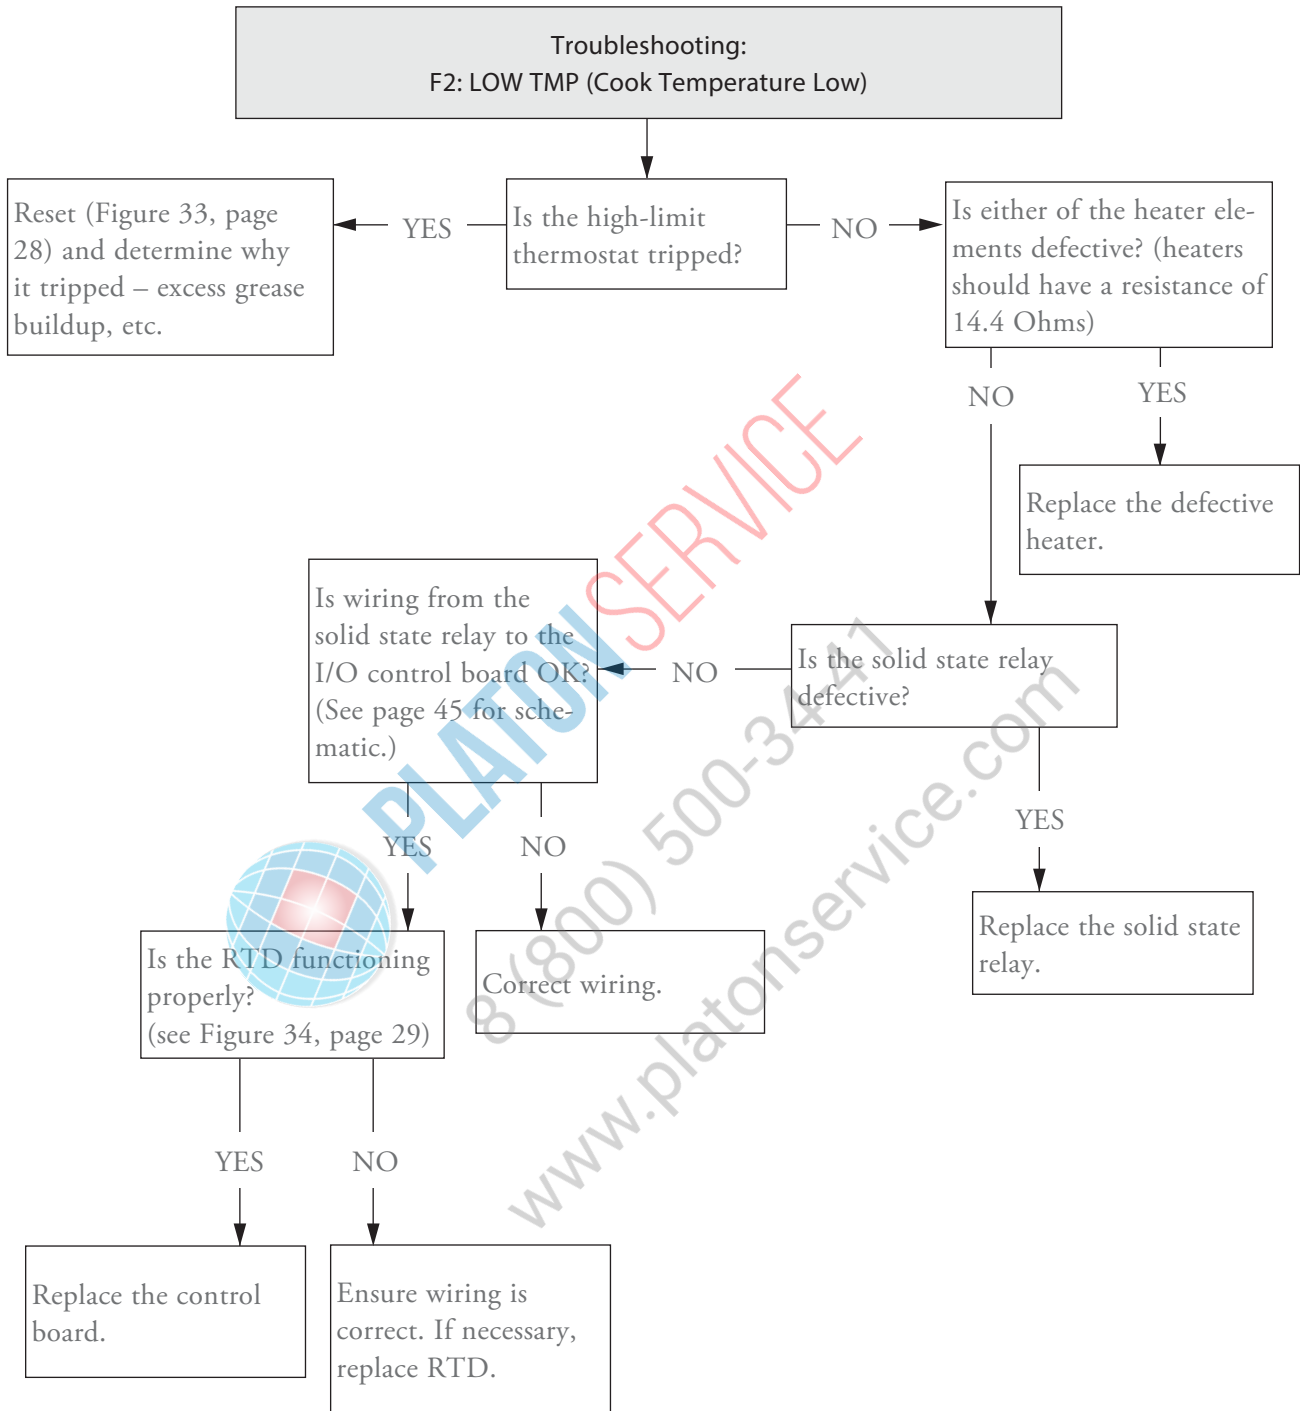 Troubleshooting:
F2: LOW TMP (Cook Temperature Low)
Reset (Figure 33, page
28) and determine why
it tripped – excess grease
buildup, etc.
YES
Is the high-limit
thermostat tripped?
NO
Is either of the heater ele-
ments defective? (heaters
should have a resistance of
14.4 Ohms)
NO
YES
Replace the defective
heater.
Is wiring from the
solid state relay to the
I/O control board OK?
(See page 45 for sche-
matic.)
NO
Is the solid state relay
defective?
YES
NO
YES
Replace the solid state
relay.
Is the RTD functioning
properly?
(see Figure 34, page 29)
Correct wiring.
YES
NO
Replace the control
board.
Ensure wiring is
correct. If necessary,
replace RTD.
PLATONSERVICE
8 (800) 500-34-41
www.platonservice.com